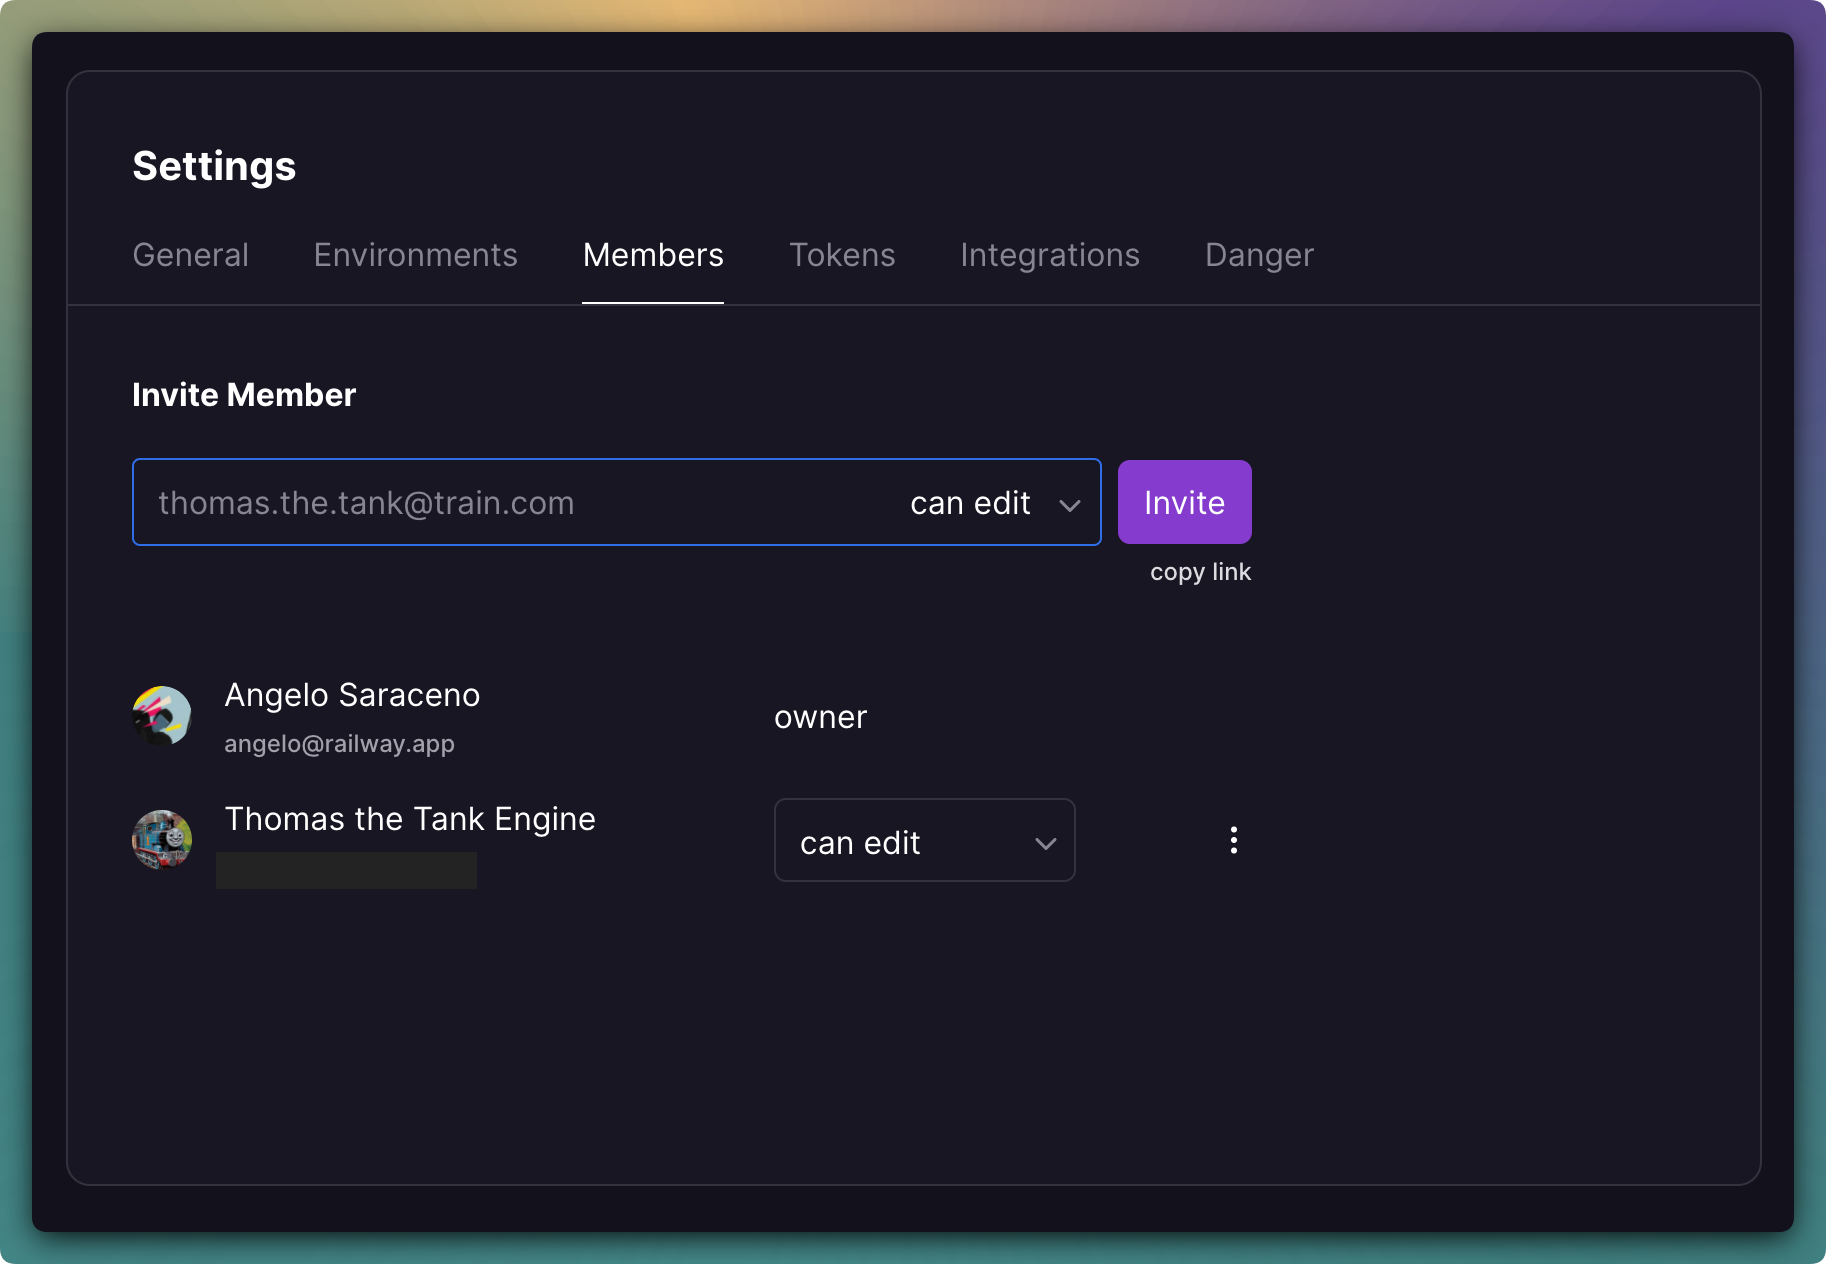 Settings
General Environments Members Tokens Integrations Danger
Invite Member
thomas.the.tank@train.com can edit Invite
copy link
Angelo Saraceno
angelo@railway.app
owner
Thomas the Tank Engine
can edit